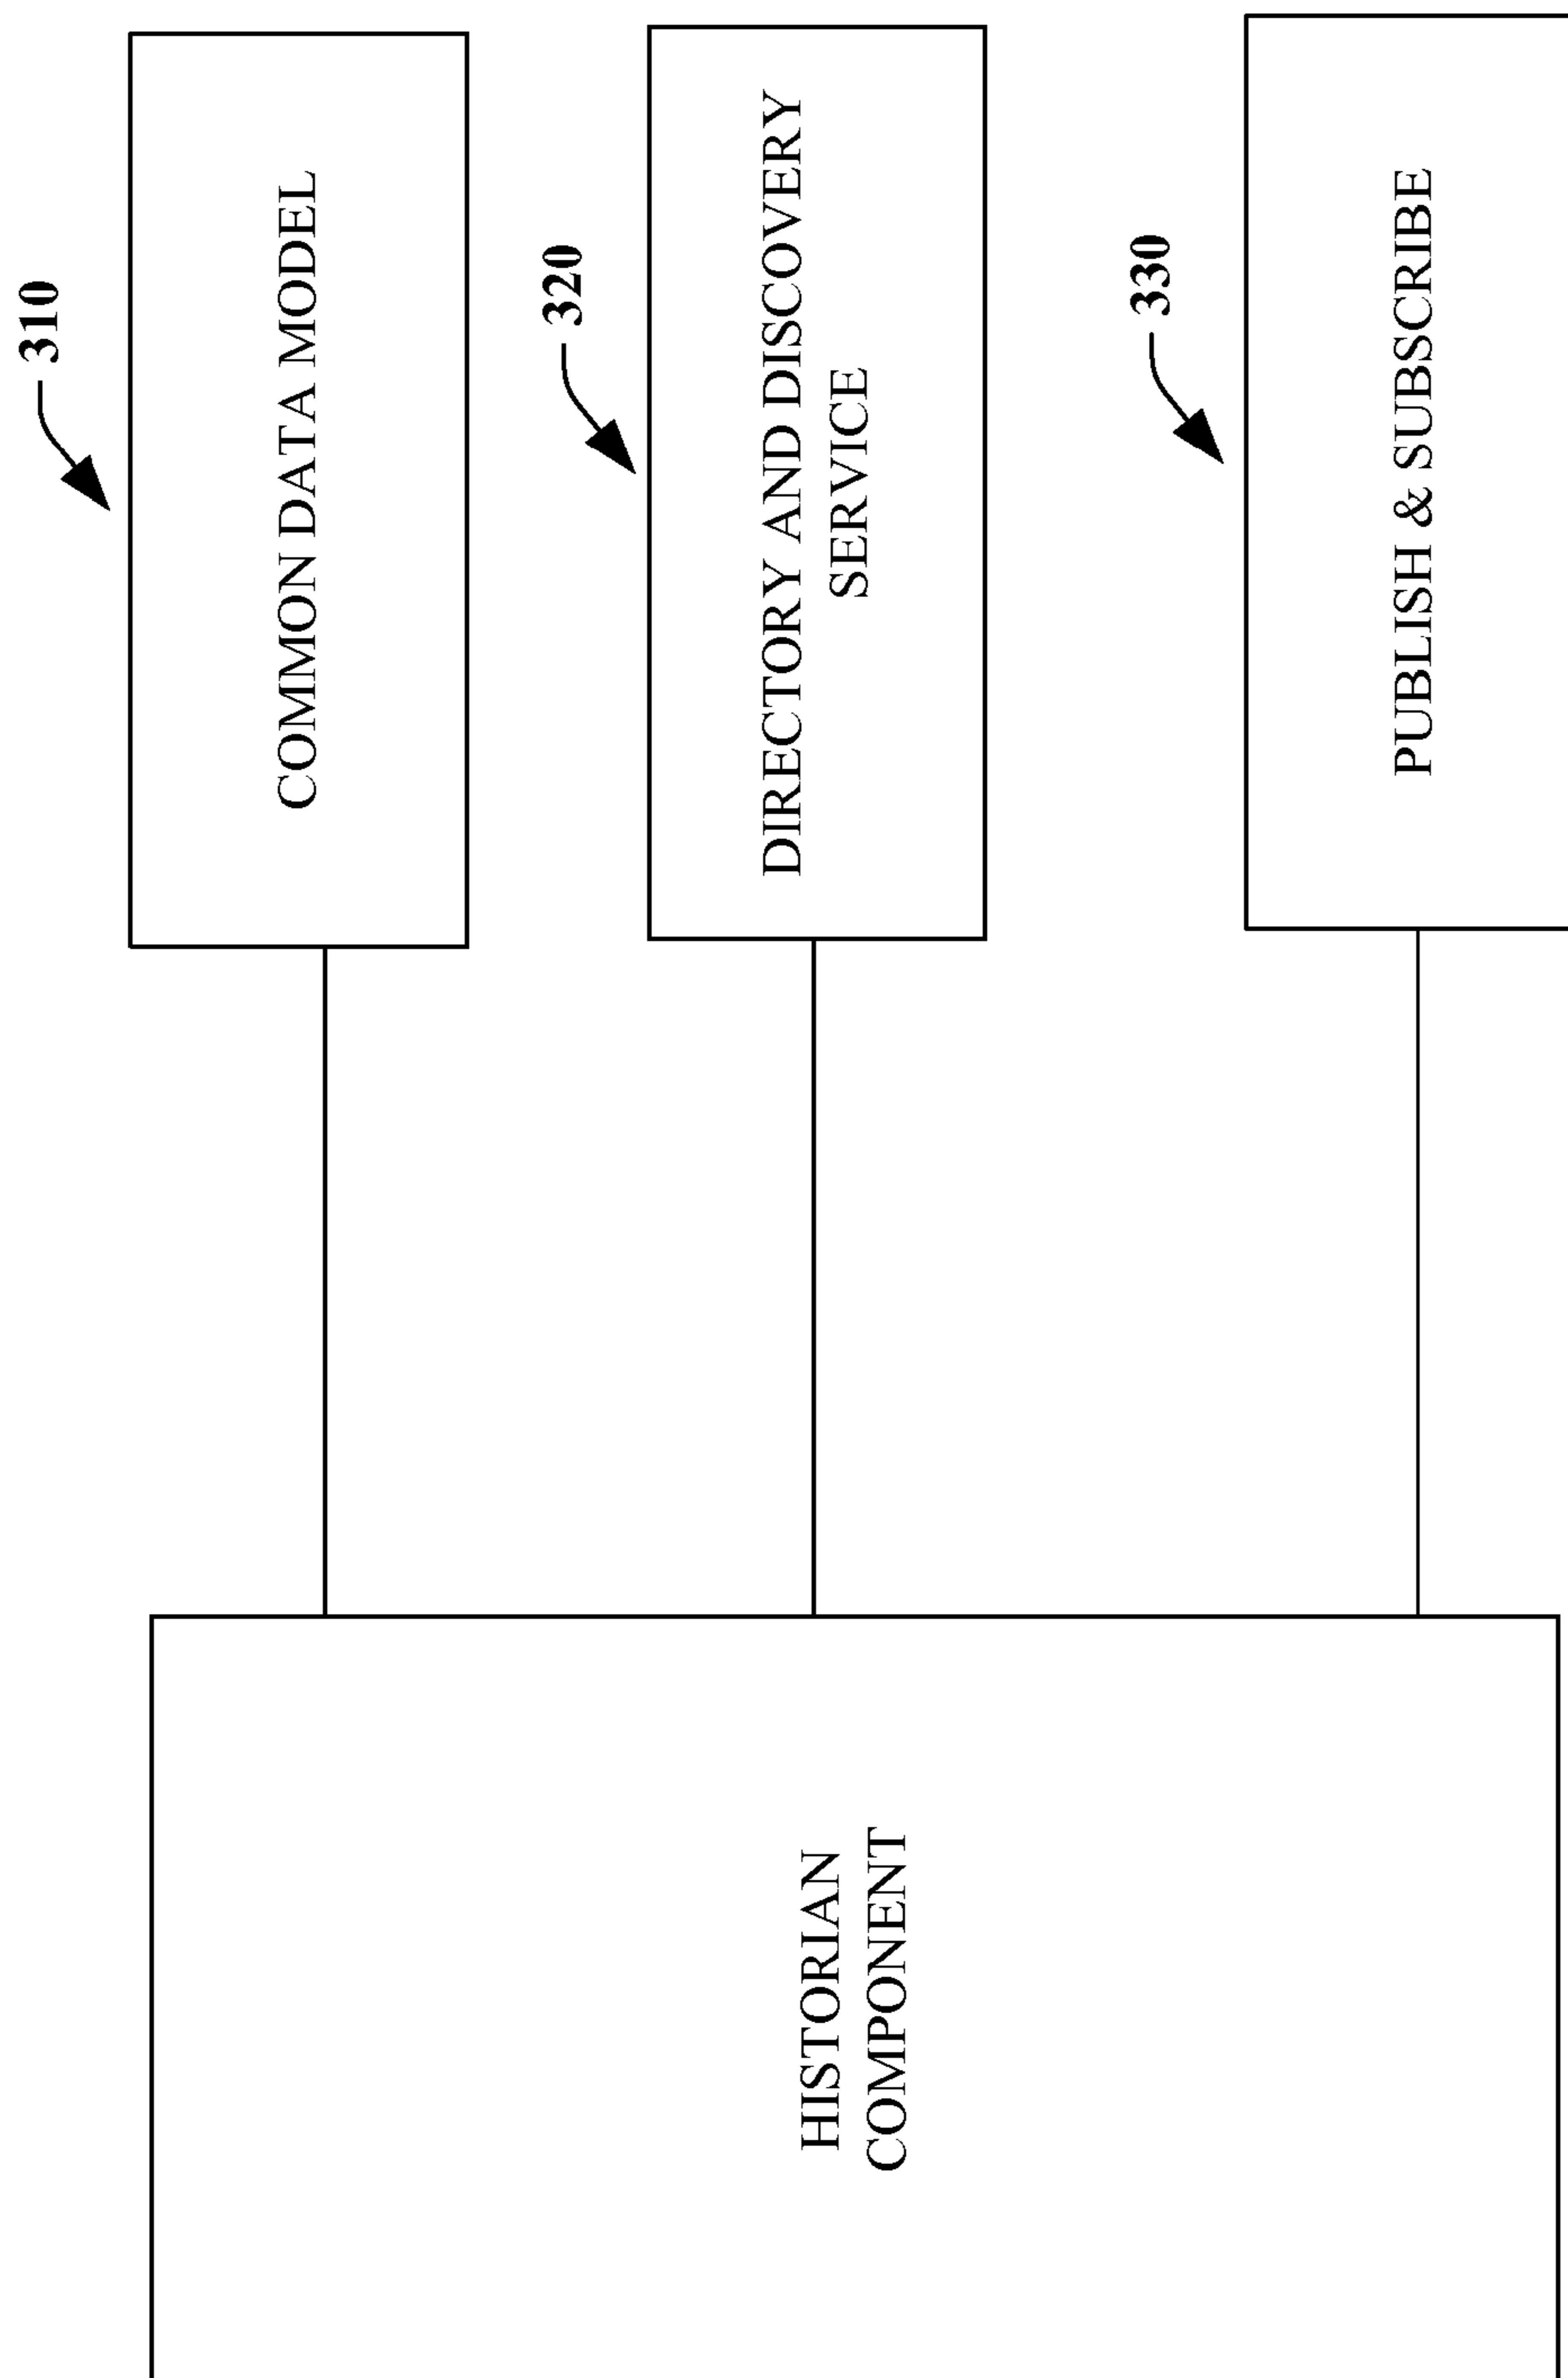 310
COMMON DATA MODEL
320
DIRECTORY AND DISCOVERY
SERVICE
330
PUBLISH & SUBSCRIBE
HISTORIAN
COMPONENT